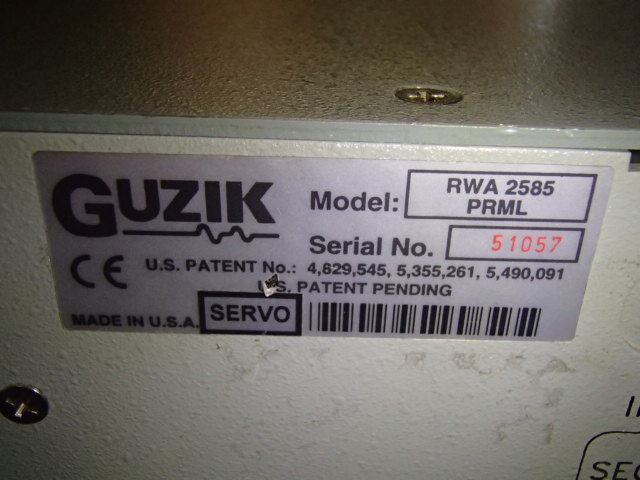 GUZIK
Model: RWA 2585
PRML
Serial No. 51057
CE U.S. PATENT No.: 4,629,545, 5,355,261, 5,490,091
U.S. PATENT PENDING
MADE IN U.S.A. SERVO